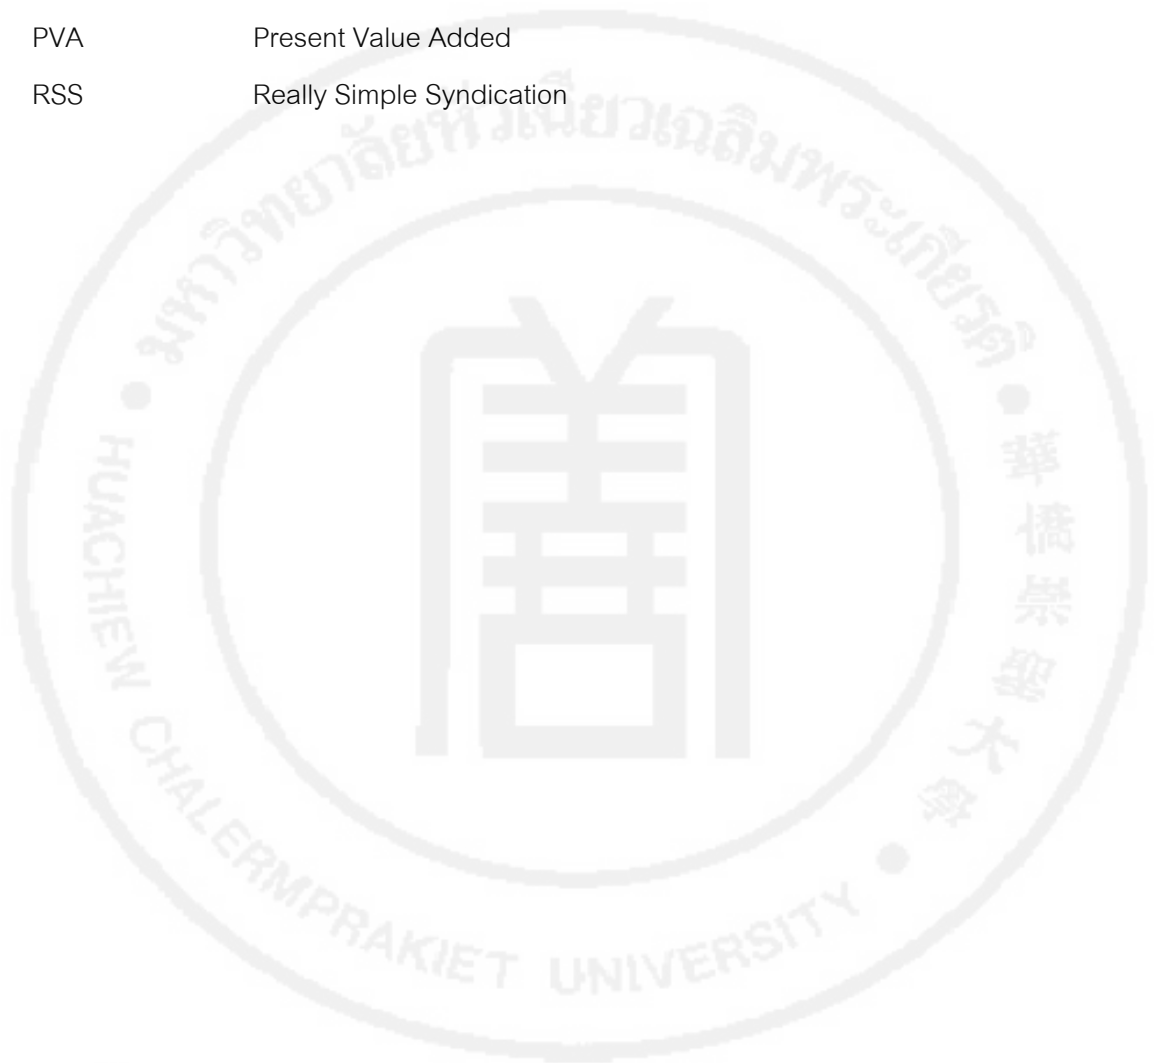 PVA Present Value Added
RSS Really Simple Syndication
มหาวิทยาลัยหัวเฉียวเฉลิมพระเกียรติ
華僑崇聖大學
HUACHIEW CHALERMPRAKIET UNIVERSITY